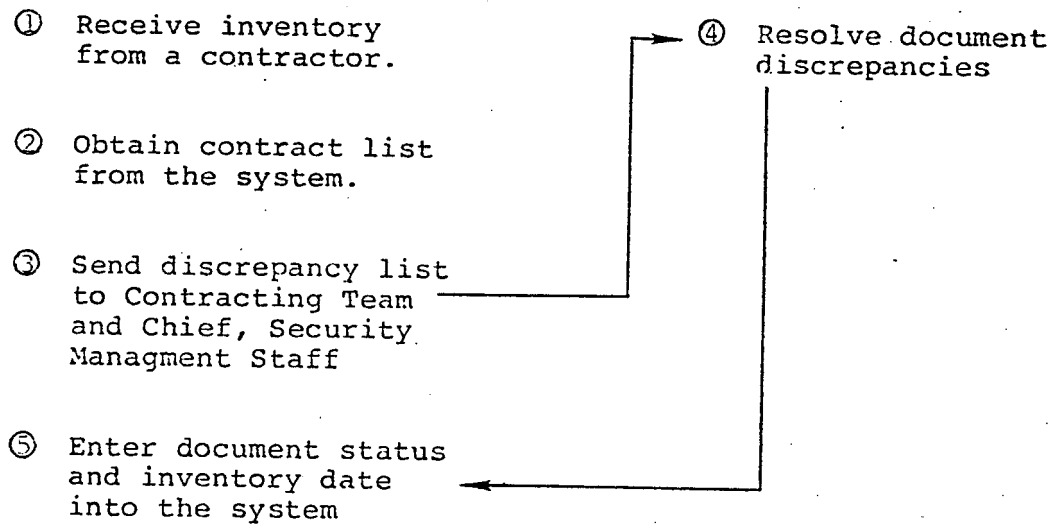 ① Receive inventory
from a contractor.
② Obtain contract list
from the system.
③ Send discrepancy list
to Contracting Team
and Chief, Security
Managment Staff
④ Resolve document
discrepancies
⑤ Enter document status
and inventory date
into the system